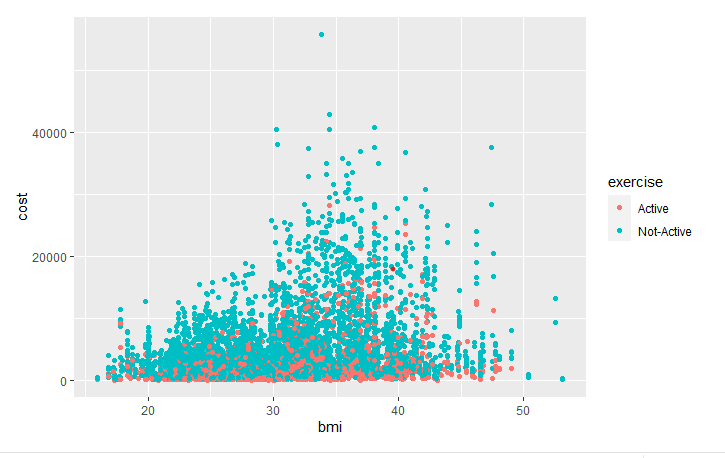 40000
20000
0
cost
20
30
40
50
bmi
exercise
Active
Not-Active